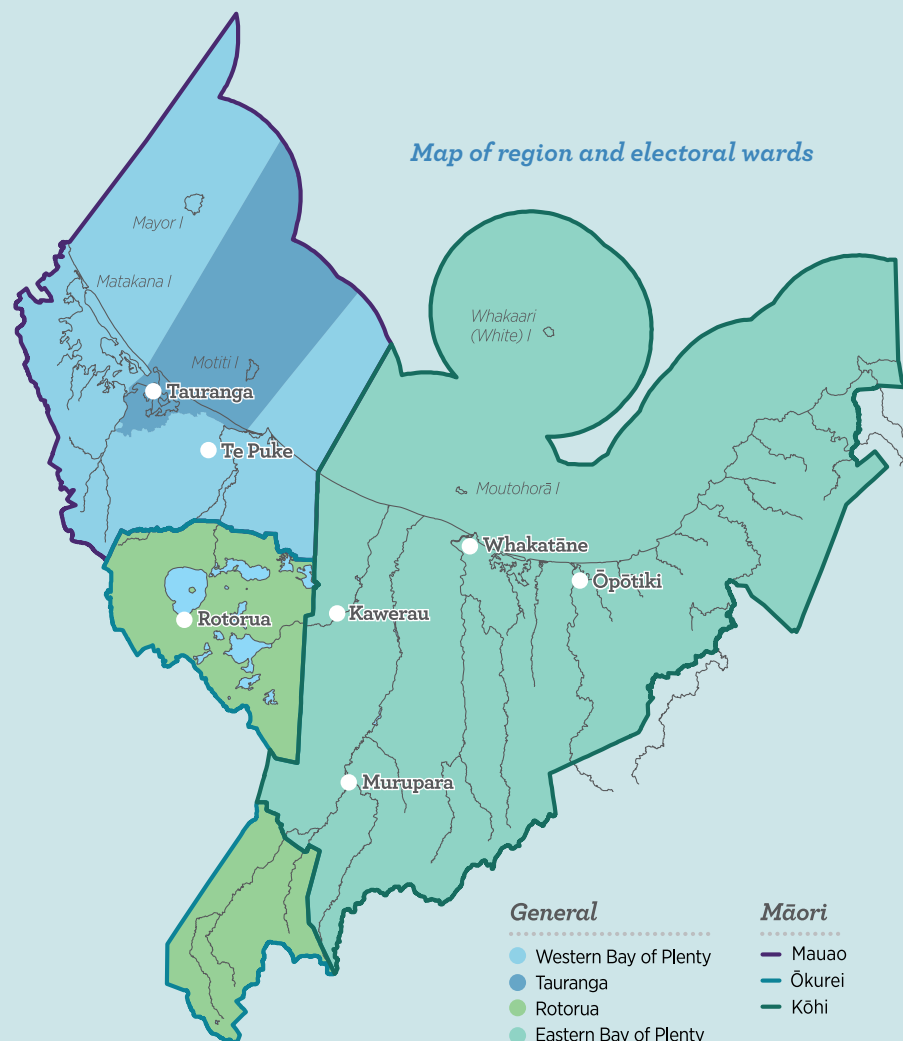 Map of region and electoral wards
Mayor I
Matakana I
Whakaari
(White) I
Motiti I
Tauranga
Te Puke
Moutohorā I
Whakatāne
Ōpōtiki
Kawerau
Rotorua
Murupara
General
Western Bay of Plenty
Tauranga
Rotorua
Eastern Bay of Plenty
Māori
Mauao
Ōkurei
Kōhi